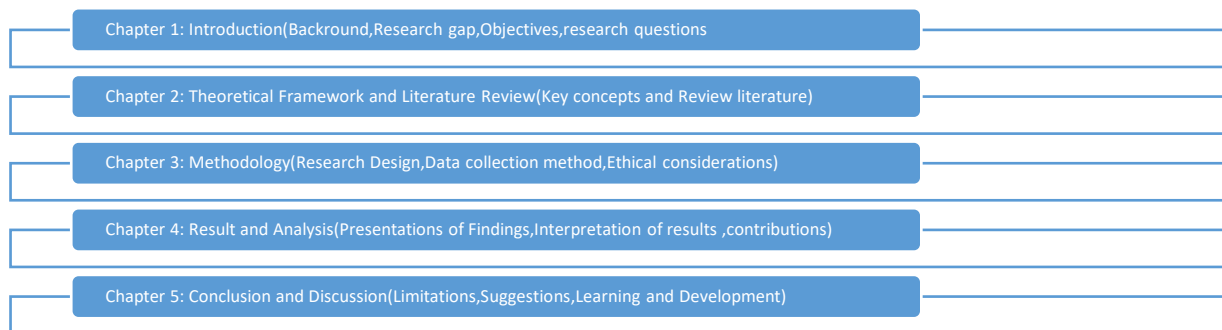 Chapter 1: Introduction(Backround,Research gap,Objectives,research questions
Chapter 2: Theoretical Framework and Literature Review(Key concepts and Review literature)
Chapter 3: Methodology(Research Design,Data collection method,Ethical considerations)
Chapter 4: Result and Analysis(Presentations of Findings,Interpretation of results ,contributions)
Chapter 5: Conclusion and Discussion(Limitations,Suggestions,Learning and Development)